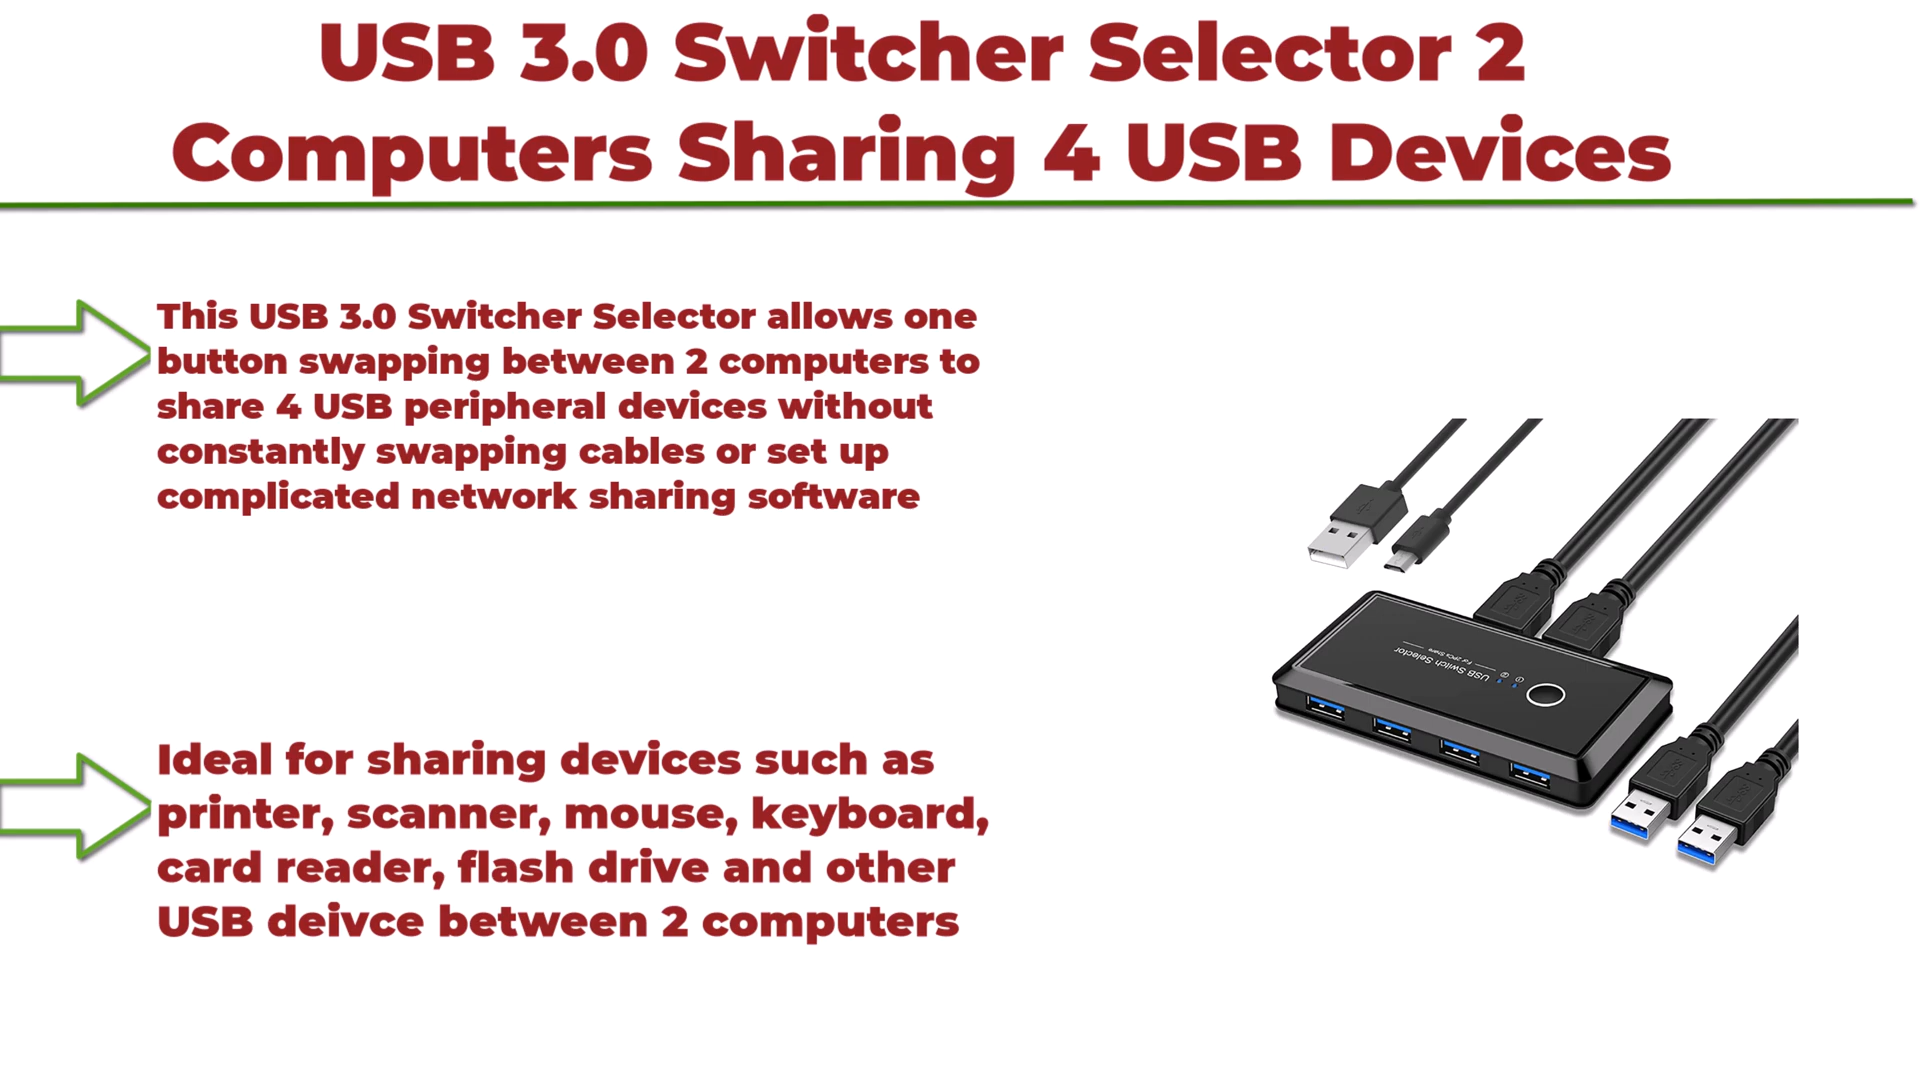 USB 3.0 Switcher Selector 2
Computers Sharing 4 USB Devices
This USB 3.0 Switcher Selector allows one
button swapping between 2 computers to
share 4 USB peripheral devices without
constantly swapping cables or set up
complicated network sharing software
USB Switch Selector
For 2PCs Share
Ideal for sharing devices such as
printer, scanner, mouse, keyboard,
card reader, flash drive and other
USB deivce between 2 computers